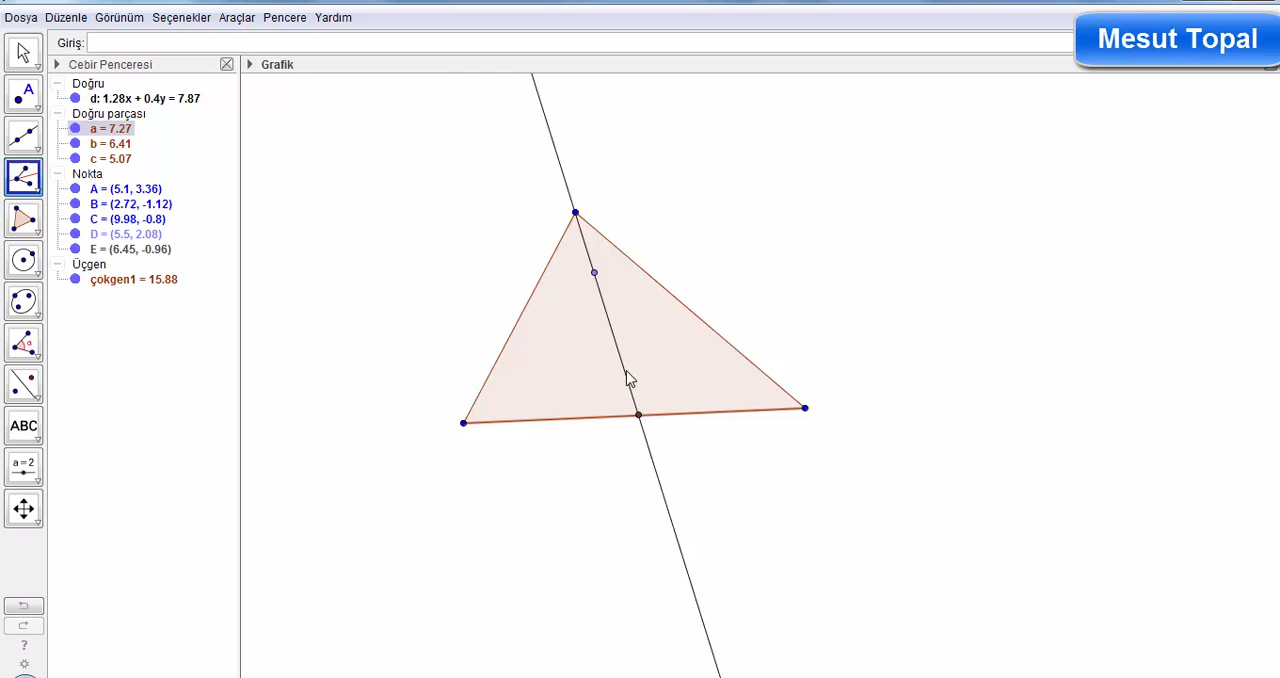 Dosya Düzenle Görünüm Seçenekler Araçlar Pencere Yardım
Mesut Topal
Giriş:
Cebir Penceresi
Grafik
Doğru
d: 1.28x + 0.4y = 7.87
Doğru parçası
a = 7.27
b = 6.41
c = 5.07
Nokta
A = (5.1, 3.36)
B = (2.72, -1.12)
C = (9.98, -0.8)
D = (5.5, 2.08)
E = (6.45, -0.96)
Üçgen
çokgen1 = 15.88
A
α
ABC
a=2
?